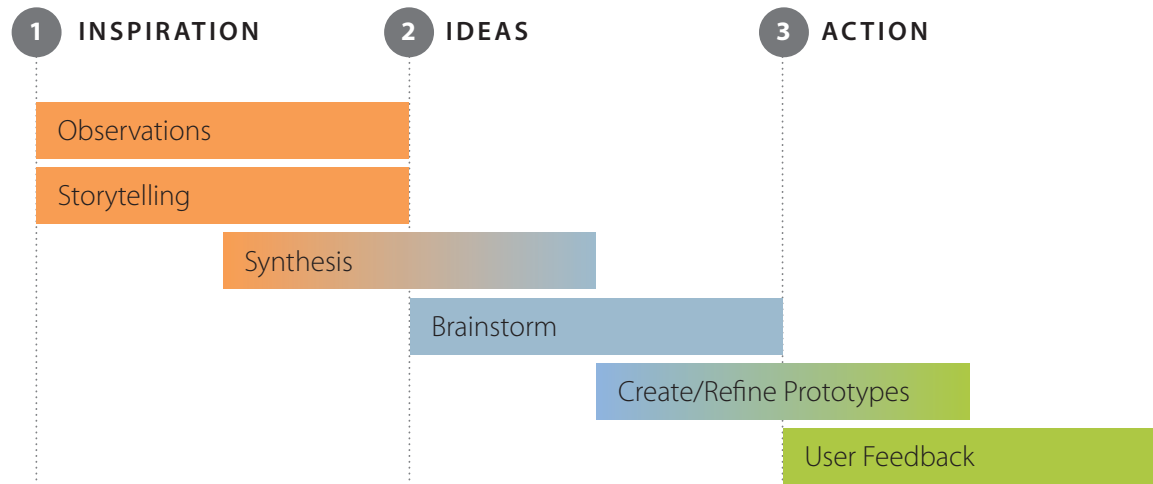 1 INSPIRATION 2 IDEAS 3 ACTION
Observations
Storytelling
Synthesis
Brainstorm
Create/Refine Prototypes
User Feedback